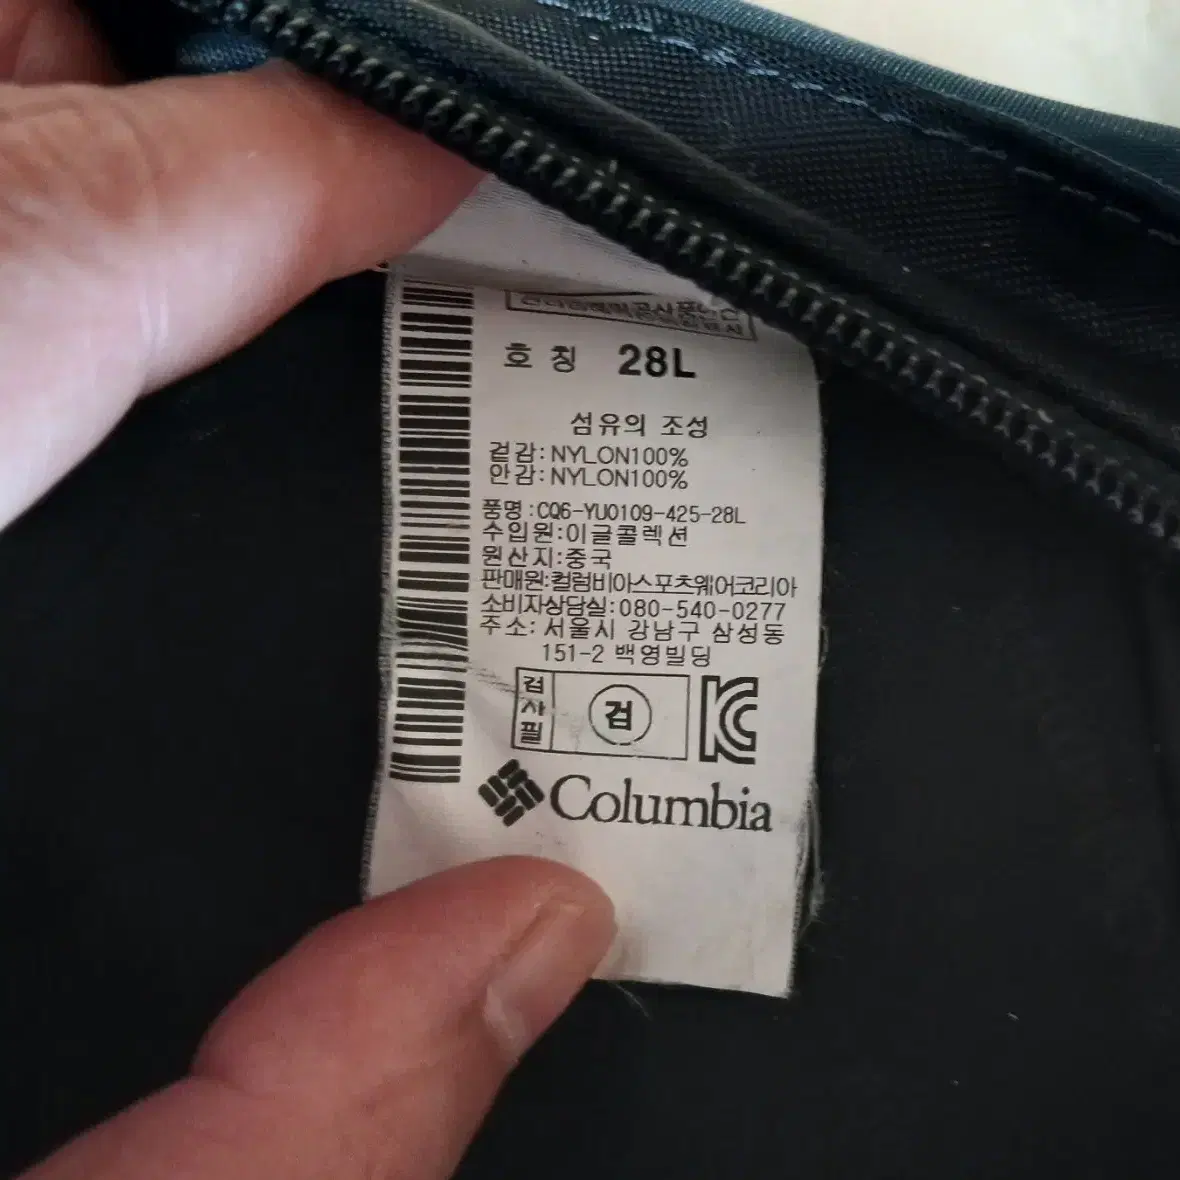 호 칭 28L
섬유의 조성
겉감:NYLON100%
안감:NYLON100%
품명:CQ6-YU0109-425-28L
수입원:이글콜렉션
원산지:중국
판매원:컬럼비아스포츠웨어코리아
소비자상담실:080-540-0277
주소: 서울시 강남구 삼성동
151-2 백영빌딩
검사필 검 KC
Columbia